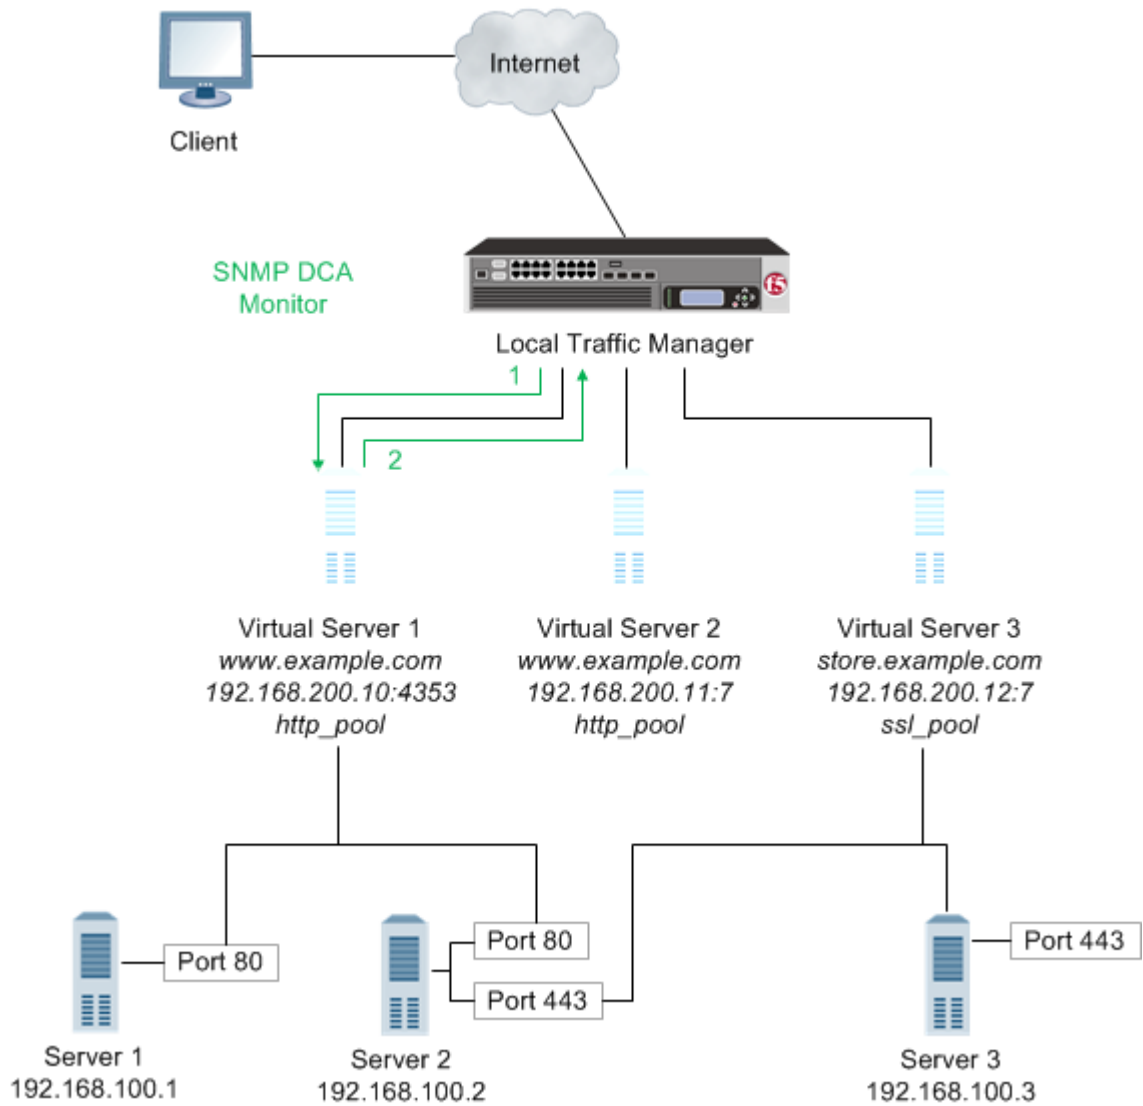 Internet
Client
SNMP DCA
Monitor
f5
Local Traffic Manager
1
2
Virtual Server 1
www.example.com
192.168.200.10:4353
http_pool
Virtual Server 2
www.example.com
192.168.200.11:7
http_pool
Virtual Server 3
store.example.com
192.168.200.12:7
ssl_pool
Port 80
Port 80
Port 443
Port 443
Server 1
192.168.100.1
Server 2
192.168.100.2
Server 3
192.168.100.3